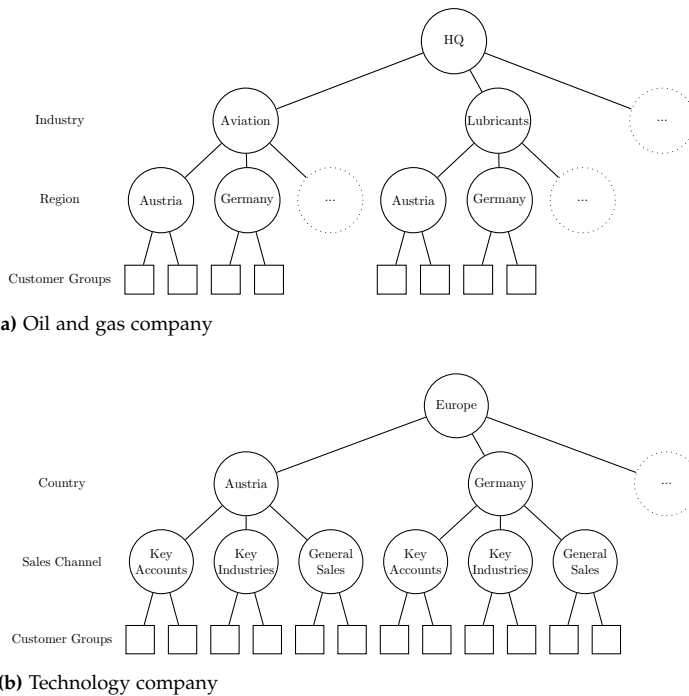 HQ
Industry
Aviation
Lubricants
...
Region
Austria
Germany
...
Austria
Germany
...
Customer Groups
a) Oil and gas company
Europe
Country
Austria
Germany
...
Sales Channel
Key
Accounts
Key
Industries
General
Sales
Key
Accounts
Key
Industries
General
Sales
Customer Groups
(b) Technology company